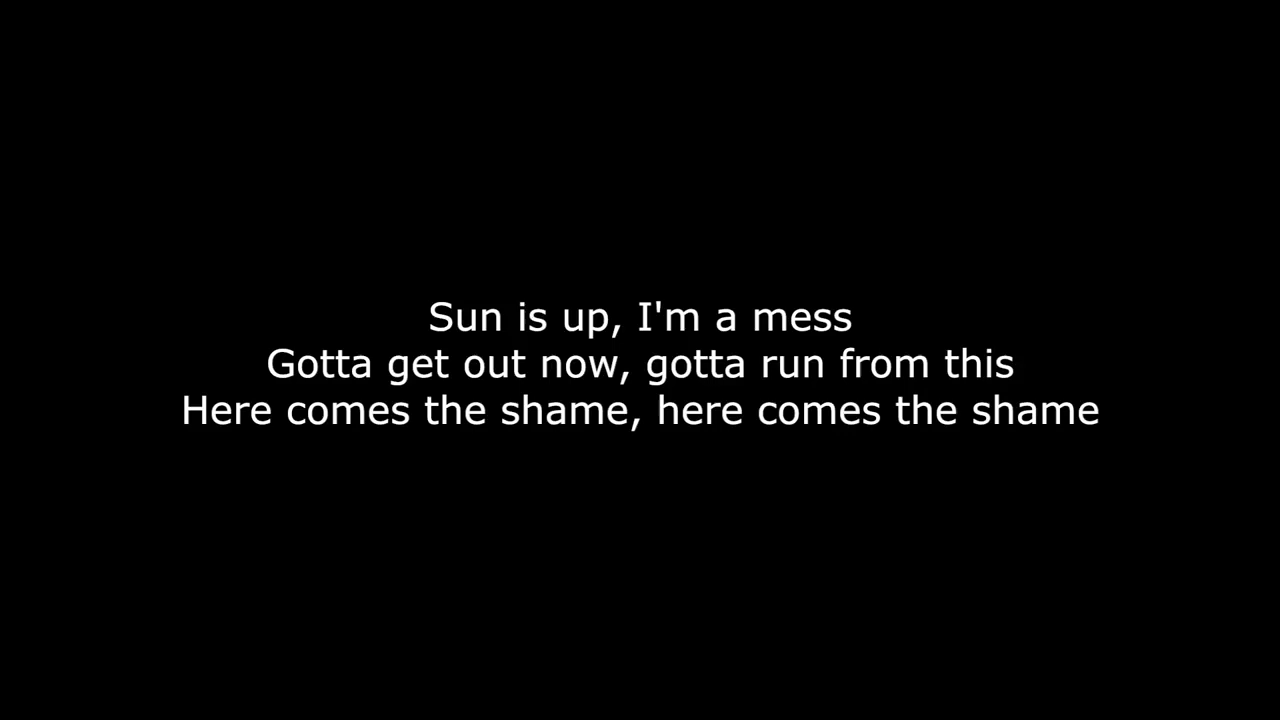 Sun is up, I'm a mess
Gotta get out now, gotta run from this
Here comes the shame, here comes the shame